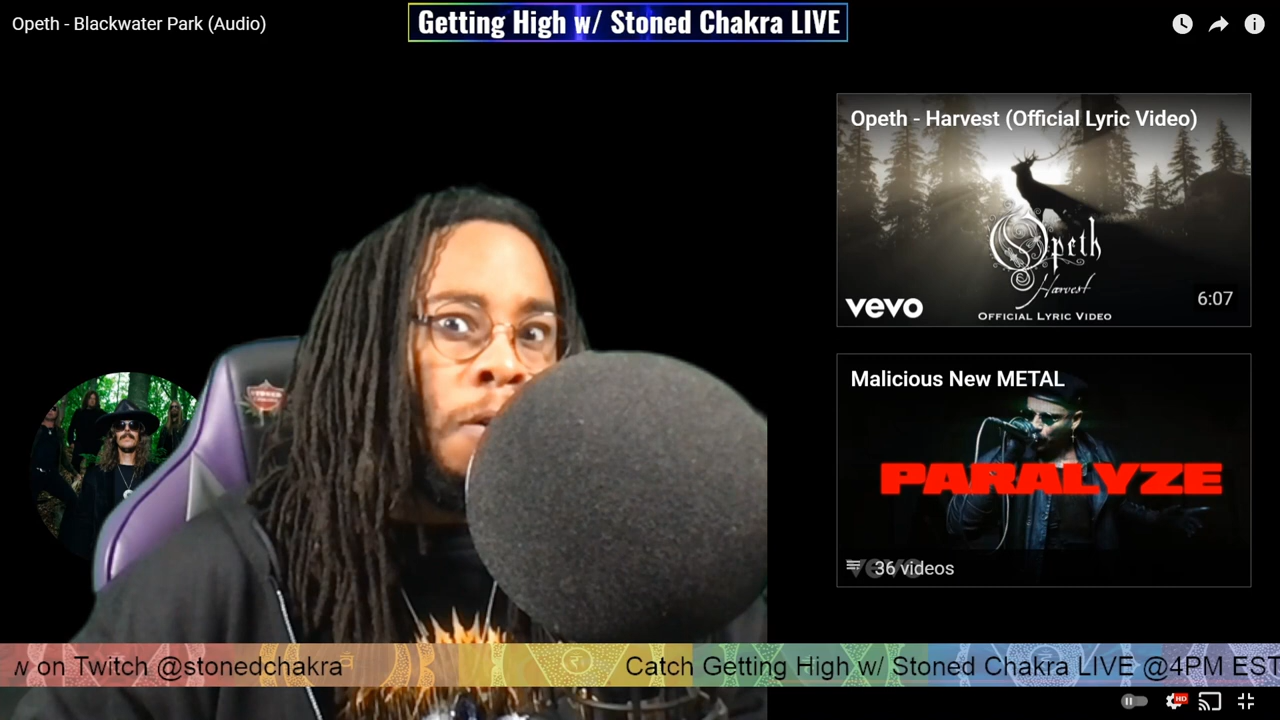 Opeth - Blackwater Park (Audio)
Getting High w/ Stoned Chakra LIVE
Opeth - Harvest (Official Lyric Video)
Opeth
Harvest
OFFICIAL LYRIC VIDEO
vevo
6:07
Malicious New METAL
PARALYZE
vevo
36 videos
w on Twitch @stonedchakra
Catch Getting High w/ Stoned Chakra LIVE @4PM EST
HD